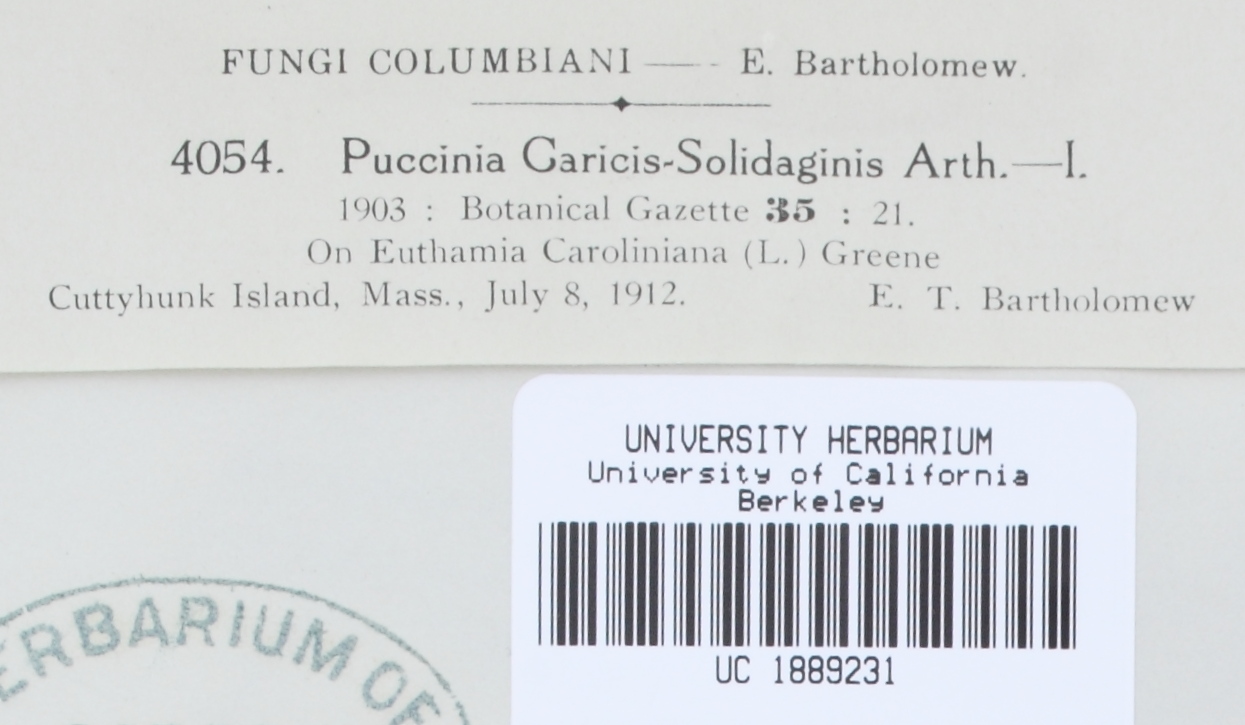 FUNGI COLUMBIANI — - E. Bartholomew.
4054. Puccinia Caricis-Solidaginis Arth.—I.
1903 : Botanical Gazette 35 : 21.
On Euthamia Caroliniana (L.) Greene
Cuttyhunk Island, Mass., July 8, 1912. E. T. Bartholomew
UNIVERSITY HERBARIUM
University of California
Berkeley
UC 1889231
ERBARIUM OF